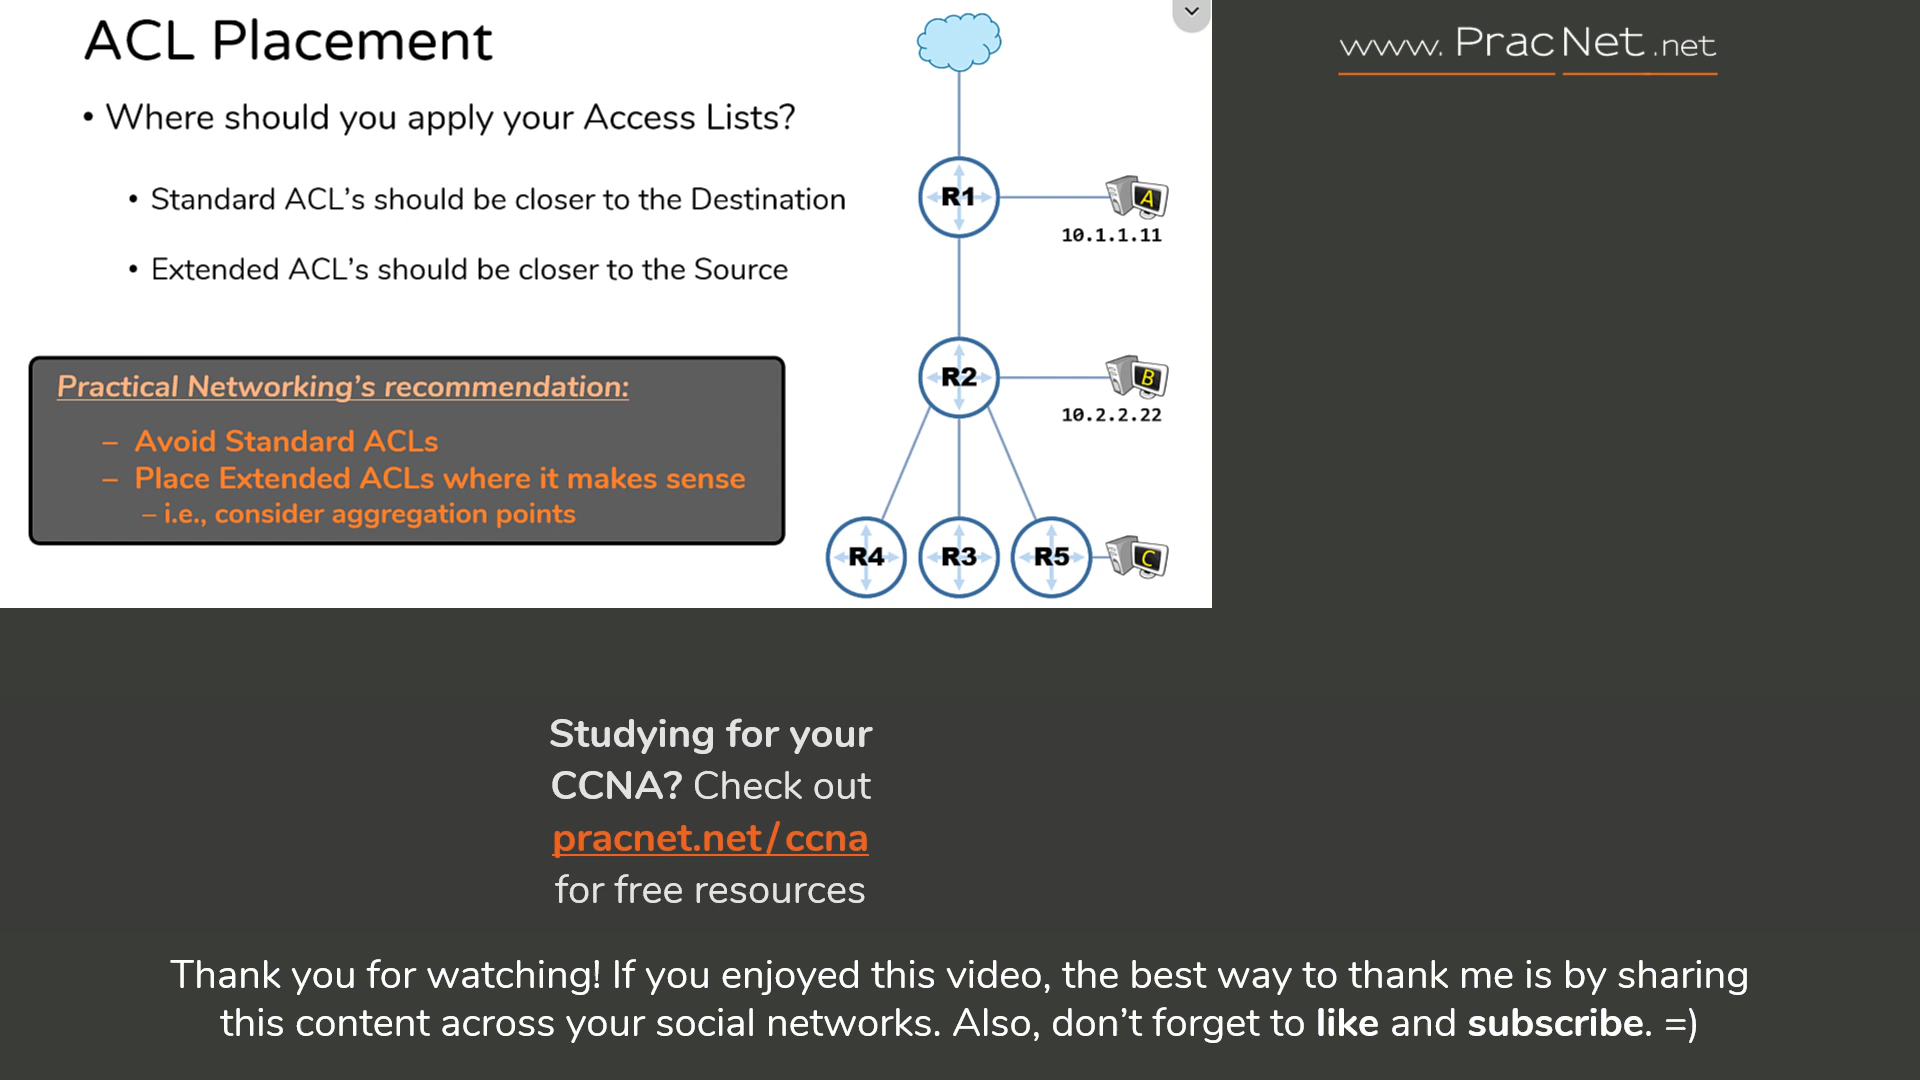 ACL Placement
www. PracNet .net
• Where should you apply your Access Lists?
• Standard ACL's should be closer to the Destination
• Extended ACL's should be closer to the Source
R1
A
10.1.1.11
R2
B
10.2.2.22
Practical Networking's recommendation:
– Avoid Standard ACLs
– Place Extended ACLs where it makes sense
– i.e., consider aggregation points
R4
R3
R5
C
Studying for your
CCNA? Check out
pracnet.net/ccna
for free resources
Thank you for watching! If you enjoyed this video, the best way to thank me is by sharing
this content across your social networks. Also, don't forget to like and subscribe. =)